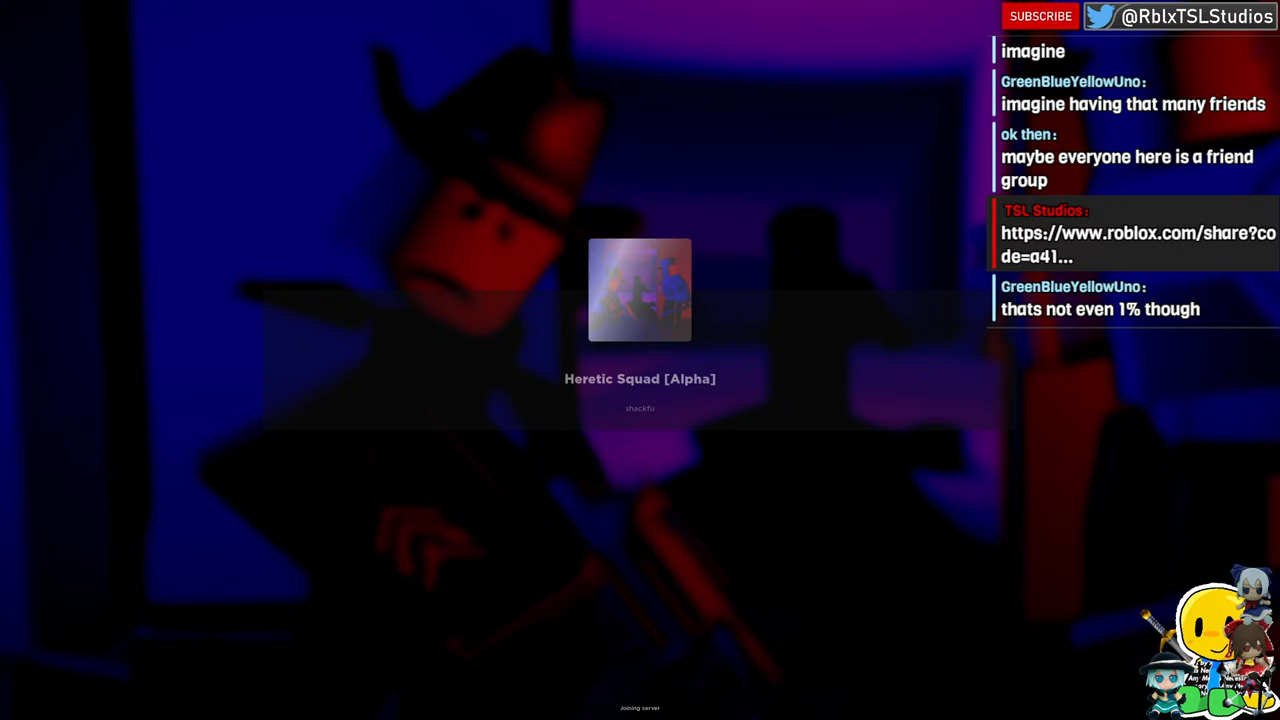 SUBSCRIBE
@RblxTSLStudios
imagine
GreenBlueYellowUno:
imagine having that many friends
ok then:
maybe everyone here is a friend
group
TSL Studios:
https://www.roblox.com/share?co
de=a41...
GreenBlueYellowUno:
thats not even 1% though
Heretic Squad [Alpha]
shackfu
Joining server